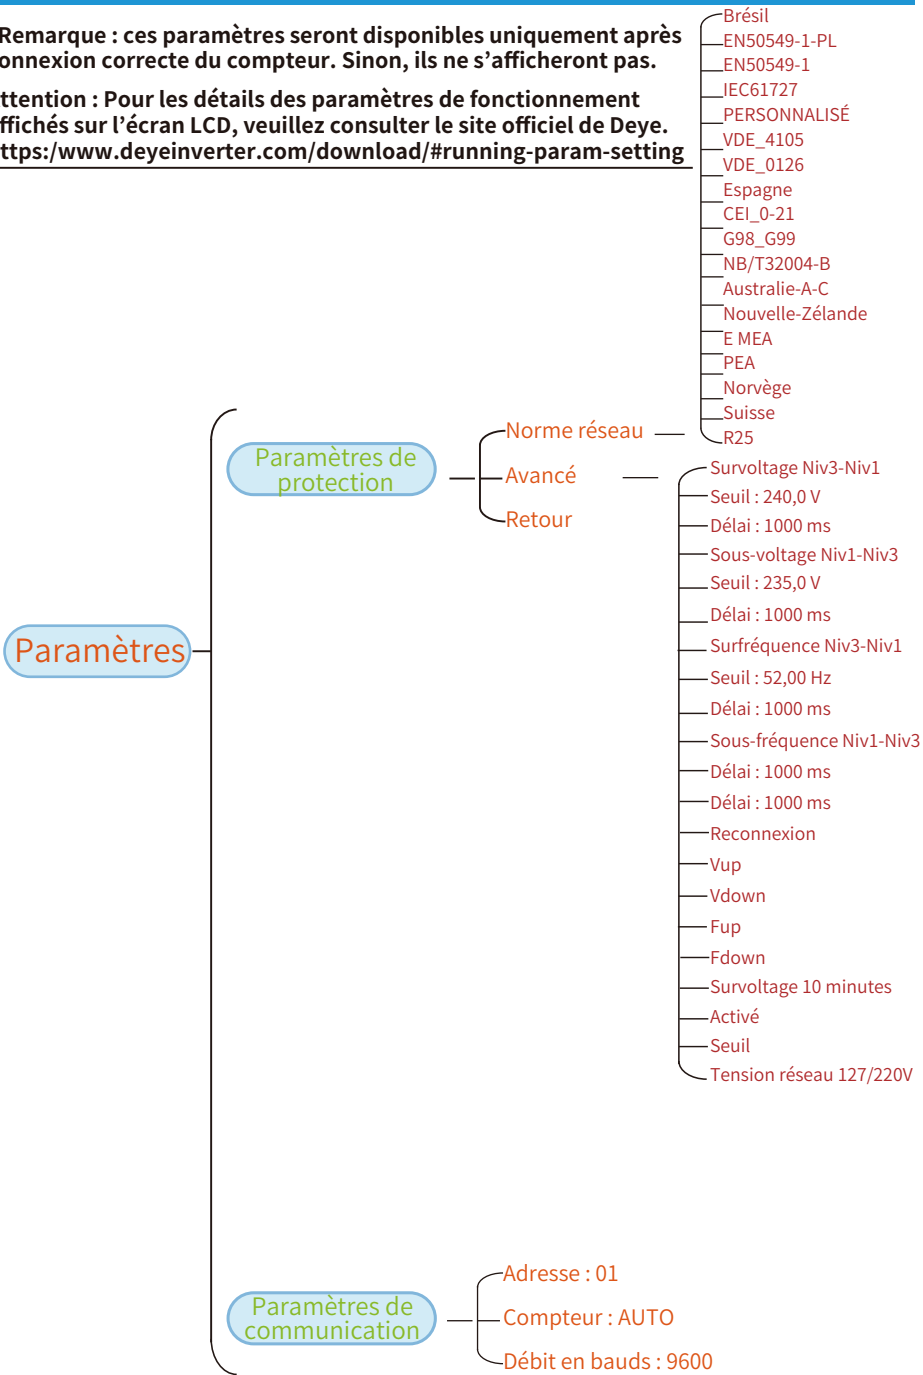 Remarque : ces paramètres seront disponibles uniquement après
onnexion correcte du compteur. Sinon, ils ne s’afficheront pas.
ttention : Pour les détails des paramètres de fonctionnement
ffichés sur l’écran LCD, veuillez consulter le site officiel de Deye.
ttps:/www.deyeinverter.com/download/#running-param-setting
Brésil
EN50549-1-PL
EN50549-1
IEC61727
PERSONNALISÉ
VDE_4105
VDE_0126
Espagne
CEI_0-21
G98_G99
NB/T32004-B
Australie-A-C
Nouvelle-Zélande
E MEA
PEA
Norvège
Suisse
R25
Paramètres de
protection
Norme réseau
Avancé
Retour
Survoltage Niv3-Niv1
Seuil : 240,0 V
Délai : 1000 ms
Sous-voltage Niv1-Niv3
Seuil : 235,0 V
Délai : 1000 ms
Surfréquence Niv3-Niv1
Seuil : 52,00 Hz
Délai : 1000 ms
Sous-fréquence Niv1-Niv3
Délai : 1000 ms
Délai : 1000 ms
Reconnexion
Vup
Vdown
Fup
Fdown
Survoltage 10 minutes
Activé
Seuil
Tension réseau 127/220V
Paramètres
Paramètres de
communication
Adresse : 01
Compteur : AUTO
Débit en bauds : 9600